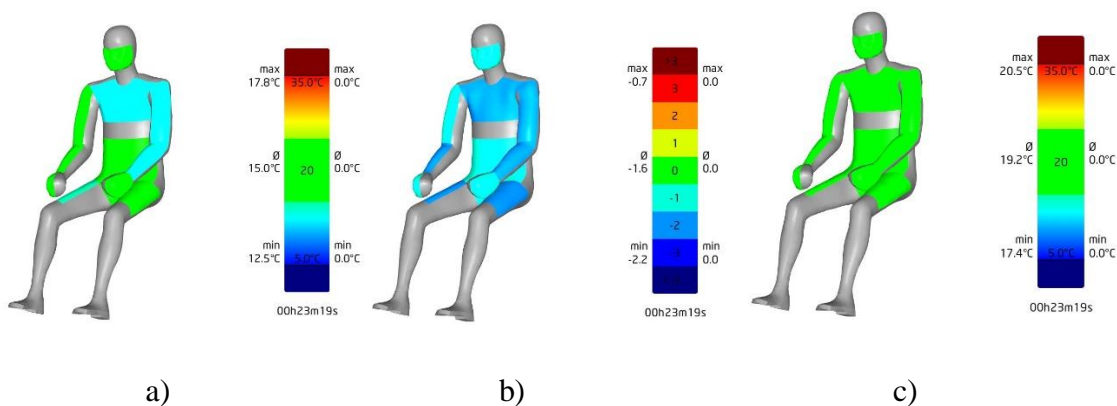 max max
17.8°C 35.0°C 0.0°C
Ø Ø
15.0°C 20 0.0°C
min min
12.5°C 5.0°C 0.0°C
00h23m19s
max max
-0.7 3 0.0
2
1
Ø Ø
-1.6 0 0.0
-1
-2
min min
-2.2 -3 0.0
00h23m19s
max max
20.5°C 35.0°C 0.0°C
Ø Ø
19.2°C 20 0.0°C
min min
17.4°C 5.0°C 0.0°C
00h23m19s
a) b) c)